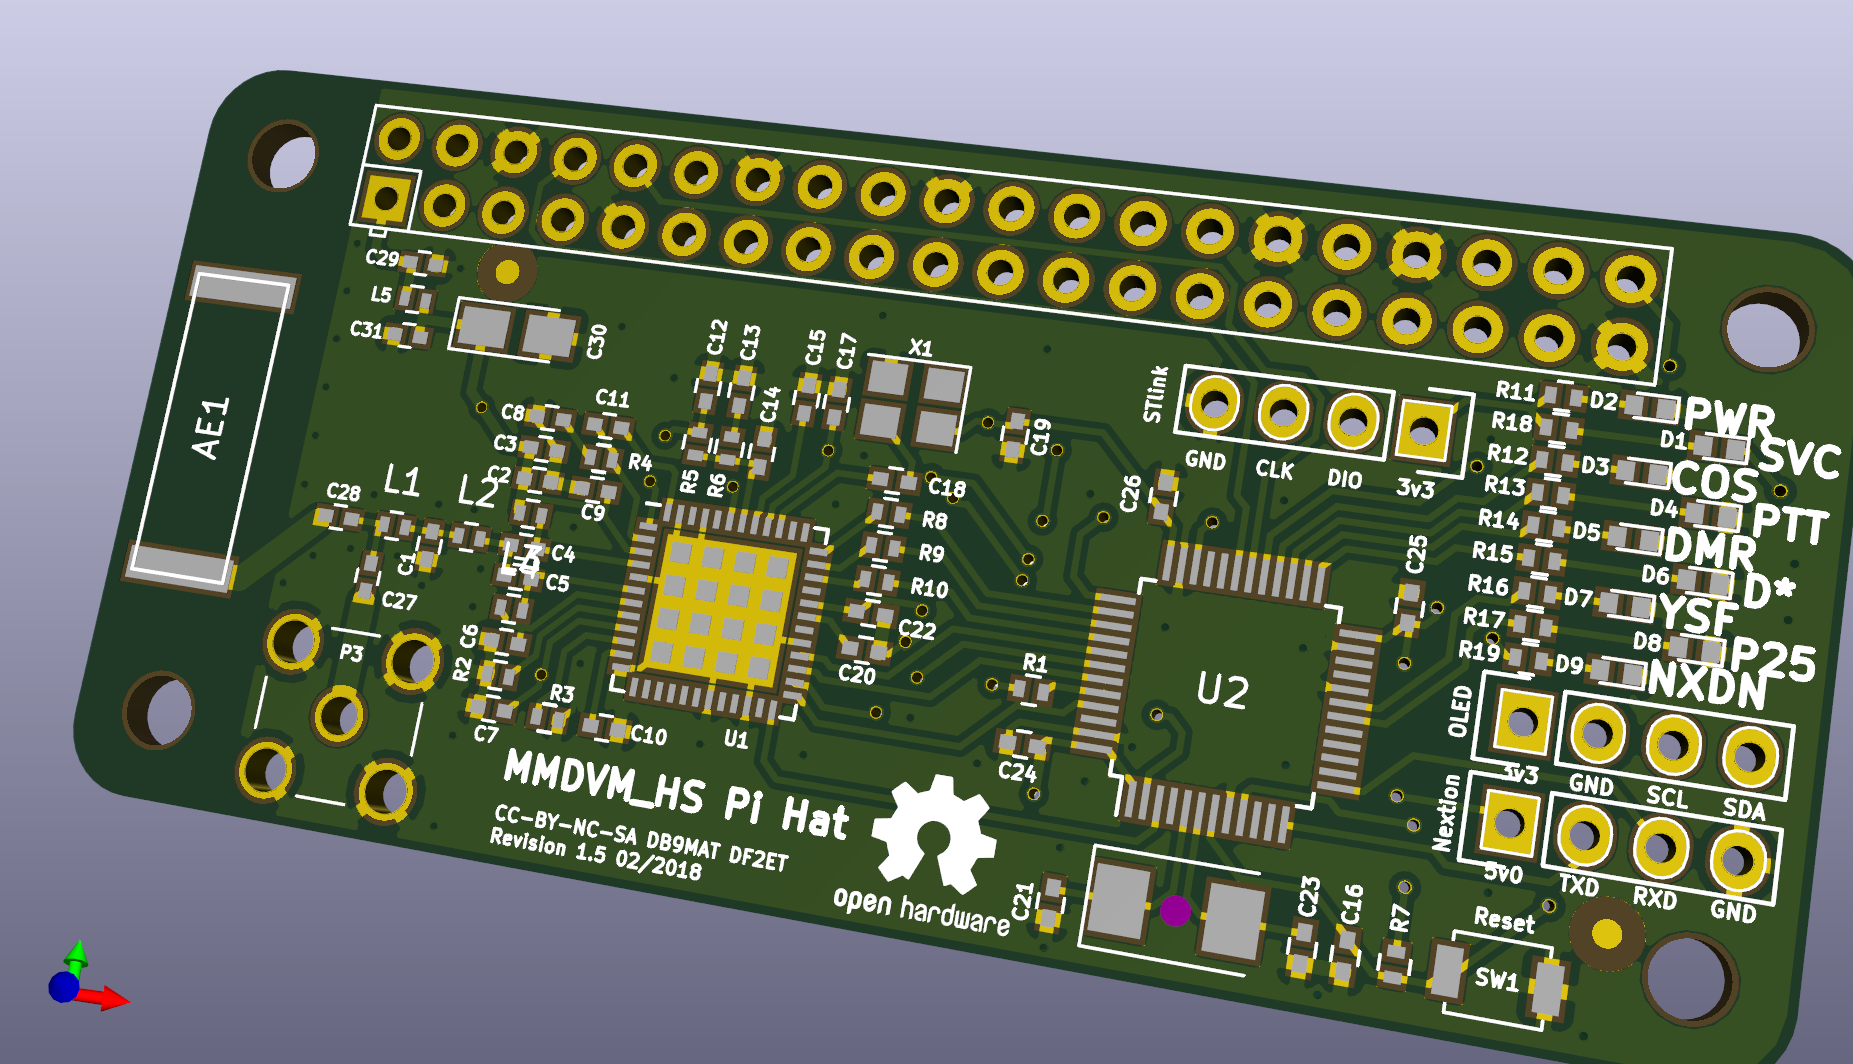 C29
L5
C31
C30
AE1
C12
C13
C15
C17
X1
C14
C8
C11
C3
R4
C2
R5
R6
C9
C19
C18
R8
R9
R10
C22
C20
L1
L2
C28
C1
C27
C4
C5
C6
R2
C7
R3
C10
U1
P3
STlink
GND
CLK
DIO
3v3
C26
C25
U2
R1
C24
R11
R18
R12
R13
R14
R15
R16
R17
R19
D2
PWR
D1
SVC
D3
COS
D4
PTT
D5
DMR
D6
D*
D7
YSF
D8
P25
D9
NXDN
OLED
3v3
GND
SCL
SDA
Nextion
5v0
TXD
RXD
GND
MMDVM_HS Pi Hat
CC-BY-NC-SA DB9MAT DF2ET
Revision 1.5 02/2018
open hardware
C21
C23
C16
R7
Reset
SW1